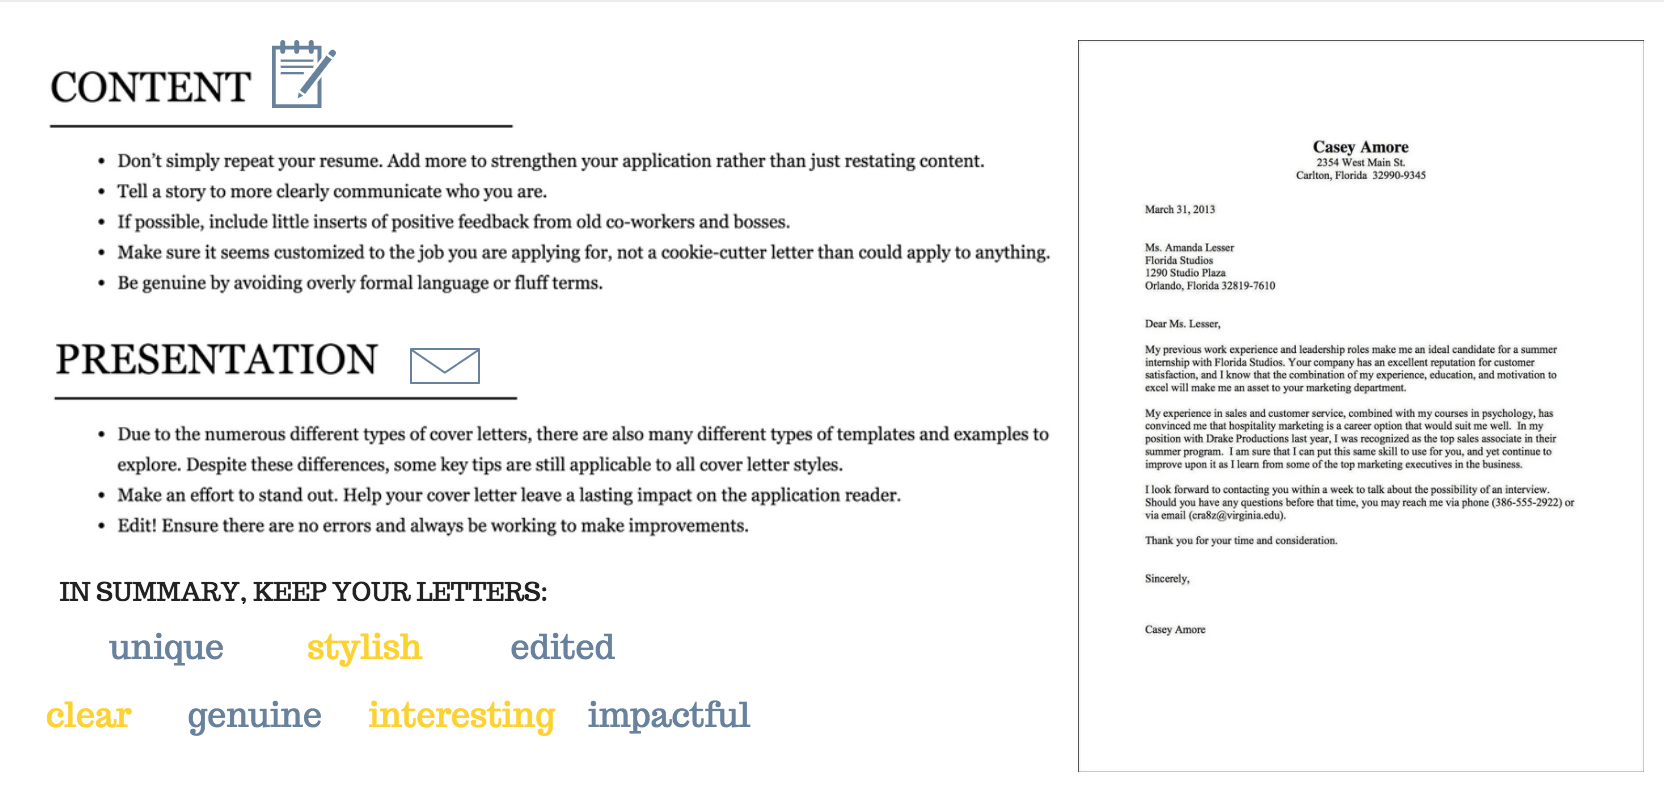 CONTENT
• Don’t simply repeat your resume. Add more to strengthen your application rather than just restating content.
• Tell a story to more clearly communicate who you are.
• If possible, include little inserts of positive feedback from old co-workers and bosses.
• Make sure it seems customized to the job you are applying for, not a cookie-cutter letter than could apply to anything.
• Be genuine by avoiding overly formal language or fluff terms.
PRESENTATION
• Due to the numerous different types of cover letters, there are also many different types of templates and examples to
explore. Despite these differences, some key tips are still applicable to all cover letter styles.
• Make an effort to stand out. Help your cover letter leave a lasting impact on the application reader.
• Edit! Ensure there are no errors and always be working to make improvements.
IN SUMMARY, KEEP YOUR LETTERS:
unique stylish edited
clear genuine interesting impactful
Casey Amore
2354 West Main St.
Carlton, Florida 32990-9345
March 31, 2013
Ms. Amanda Lesser
Florida Studios
1290 Studio Plaza
Orlando, Florida 32819-7610
Dear Ms. Lesser,
My previous work experience and leadership roles make me an ideal candidate for a summer
internship with Florida Studios. Your company has an excellent reputation for customer
satisfaction, and I know that the combination of my experience, education, and motivation to
excel will make me an asset to your marketing department.
My experience in sales and customer service, combined with my courses in psychology, has
convinced me that hospitality marketing is a career option that would suit me well. In my
position with Drake Productions last year, I was recognized as the top sales associate in their
summer program. I am sure that I can put this same skill to use for you, and yet continue to
improve upon it as I learn from some of the top marketing executives in the business.
I look forward to contacting you within a week to talk about the possibility of an interview.
Should you have any questions before that time, you may reach me via phone (386-555-2922) or
via email (cra8z@virginia.edu).
Thank you for your time and consideration.
Sincerely,
Casey Amore